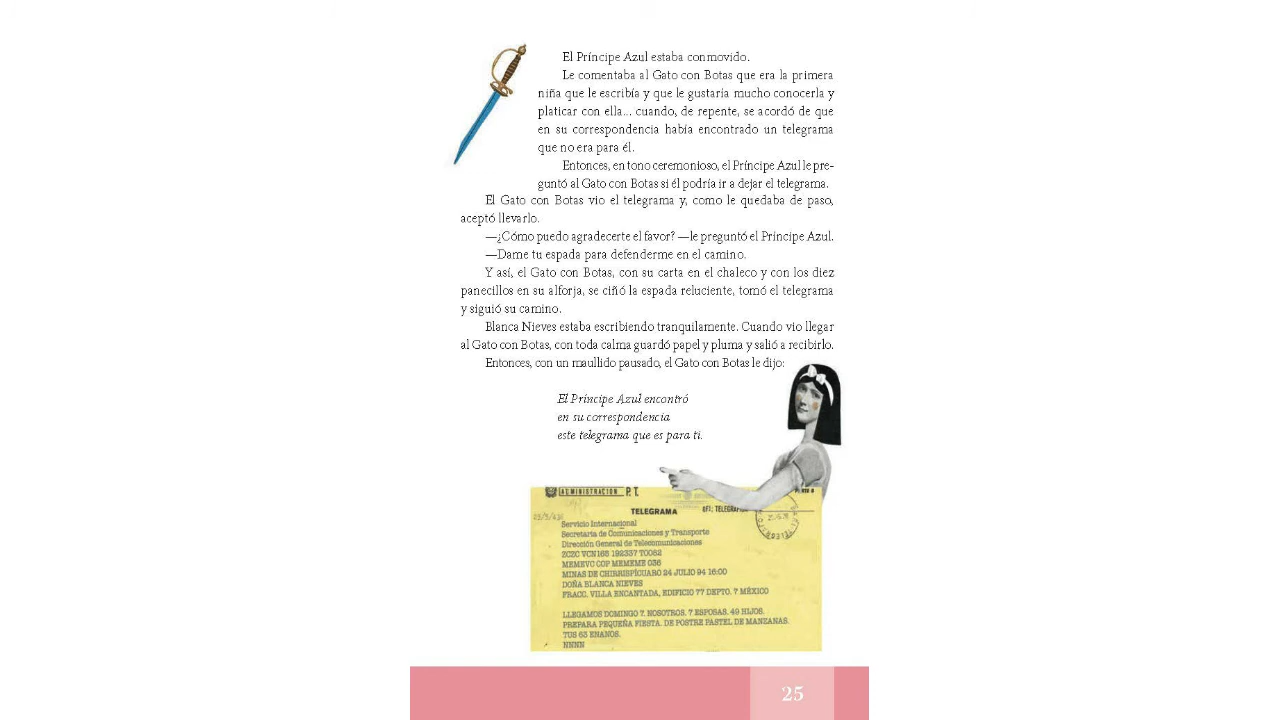 El Príncipe Azul estaba conmovido.
Le comentaba al Gato con Botas que era la primera
niña que le escribía y que le gustaría mucho conocerla y
platicar con ella... cuando, de repente, se acordó de que
en su correspondencia había encontrado un telegrama
que no era para él.
Entonces, en tono ceremonioso, el Príncipe Azul le pre-
guntó al Gato con Botas si él podría ir a dejar el telegrama.
El Gato con Botas vio el telegrama y, como le quedaba de paso,
aceptó llevarlo.
—¿Cómo puedo agradecerte el favor? —le preguntó el Príncipe Azul.
—Dame tu espada para defenderme en el camino.
Y así, el Gato con Botas, con su carta en el chaleco y con los diez
panecillos en su alforja, se ciñó la espada reluciente, tomó el telegrama
y siguió su camino.
Blanca Nieves estaba escribiendo tranquilamente. Cuando vio llegar
al Gato con Botas, con toda calma guardó papel y pluma y salió a recibirlo.
Entonces, con un maullido pausado, el Gato con Botas le dijo:
El Príncipe Azul encontró
en su correspondencia
este telegrama que es para ti.
ADMINISTRACION P. T.
TELEGRAMA
Servicio Internacional
Secretaría de Comunicaciones y Transporte
Dirección General de Telecomunicaciones
ZCZC VCN165 192337 T0082
MEMEVC COP MEMEME 036
MINAS DE CHIRRISPÍCUARO 24 JULIO 94 16:00
DOÑA BLANCA NIEVES
FRACC. VILLA ENCANTADA, EDIFICIO 77 DEPTO. 7 MÉXICO
LLEGAMOS DOMINGO 7. NOSOTROS. 7 ESPOSAS. 49 HIJOS.
PREPARA PEQUEÑA FIESTA. DE POSTRE PASTEL DE MANZANAS.
TUS 63 ENANOS.
NNNN
25